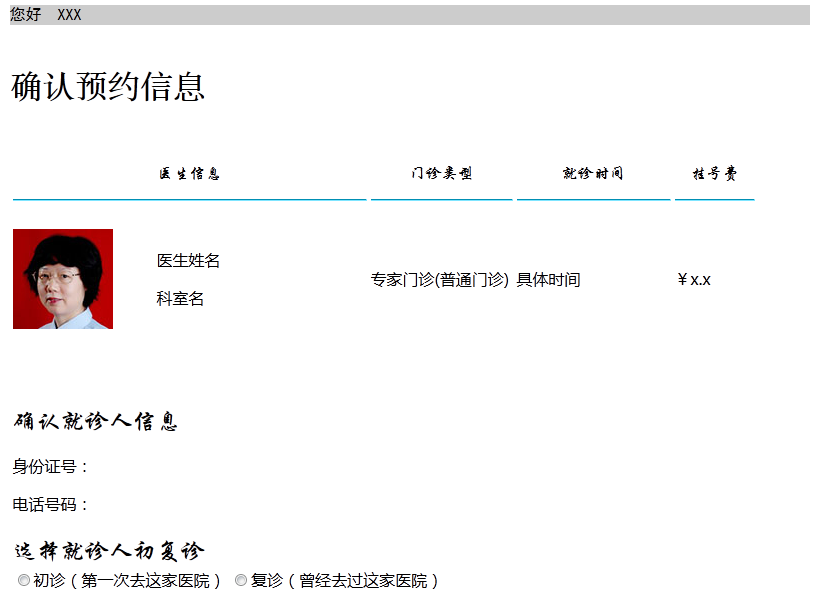 您好 XXX
确认预约信息
医生信息 门诊类型 就诊时间 挂号费
医生姓名
专家门诊(普通门诊) 具体时间 ￥x.x
科室名
确认就诊人信息
身份证号：
电话号码：
选择就诊人初复诊
初诊（第一次去这家医院） 复诊（曾经去过这家医院）